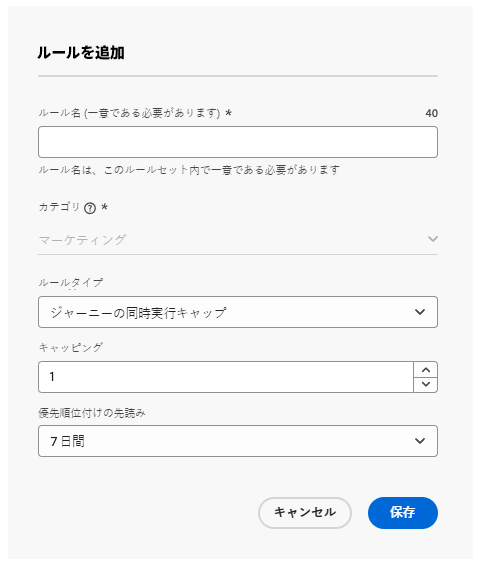 ルールを追加
ルール名 (一意である必要があります) * 40
ルール名は、このルールセット内で一意である必要があります
カテゴリ ? *
マーケティング
ルールタイプ
ジャーニーの同時実行キャップ
キャッピング
1
優先順位付けの先読み
7 日間
キャンセル 保存